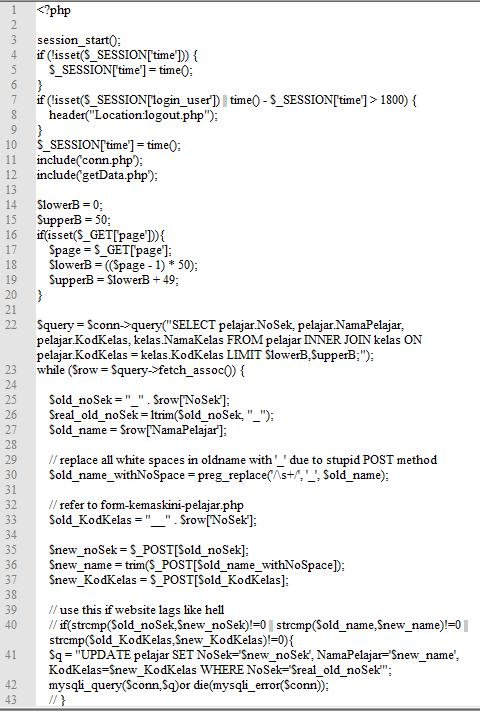 1 <?php
2
3 session_start();
4 if (!isset($_SESSION['time'])) {
5 $_SESSION['time'] = time();
6 }
7 if (!isset($_SESSION['login_user']) || time() - $_SESSION['time'] > 1800) {
8 header("Location:logout.php");
9 }
10 $_SESSION['time'] = time();
11 include('conn.php');
12 include('getData.php');
13
14 $lowerB = 0;
15 $upperB = 50;
16 if(isset($_GET['page'])){
17 $page = $_GET['page'];
18 $lowerB = (($page - 1) * 50);
19 $upperB = $lowerB + 49;
20 }
21
22 $query = $conn->query("SELECT pelajar.NoSek, pelajar.NamaPelajar,
pelajar.KodKelas, kelas.NamaKelas FROM pelajar INNER JOIN kelas ON
pelajar.KodKelas = kelas.KodKelas LIMIT $lowerB,$upperB;");
23 while ($row = $query->fetch_assoc()) {
24
25 $old_noSek = "_" . $row['NoSek'];
26 $real_old_noSek = ltrim($old_noSek, "_");
27 $old_name = $row['NamaPelajar'];
28
29 // replace all white spaces in oldname with '_' due to stupid POST method
30 $old_name_withNoSpace = preg_replace('/\s+/', '_', $old_name);
31
32 // refer to form-kemaskini-pelajar.php
33 $old_KodKelas = "__" . $row['NoSek'];
34
35 $new_noSek = $_POST[$old_noSek];
36 $new_name = trim($_POST[$old_name_withNoSpace]);
37 $new_KodKelas = $_POST[$old_KodKelas];
38
39 // use this if website lags like hell
40 // if(strcmp($old_noSek,$new_noSek)!=0 || strcmp($old_name,$new_name)!=0 ||
strcmp($old_KodKelas,$new_KodKelas)!=0){
41 $q = "UPDATE pelajar SET NoSek='$new_noSek', NamaPelajar='$new_name',
KodKelas=$new_KodKelas WHERE NoSek='$real_old_noSek'";
42 mysqli_query($conn,$q)or die(mysqli_error($conn));
43 // }